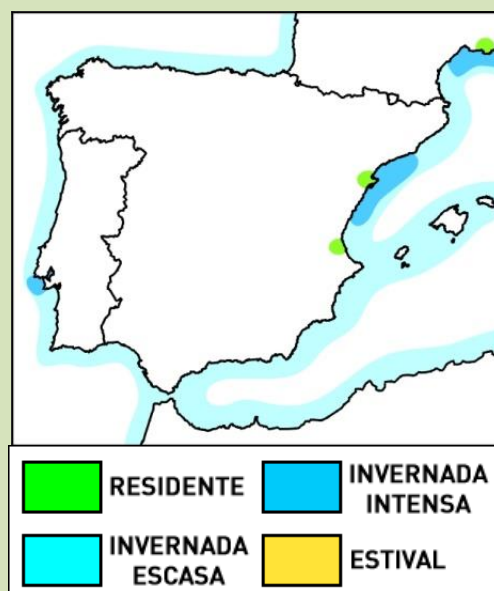 RESIDENTE
INVERNADA
INTENSA
INVERNADA
ESCASA
ESTIVAL